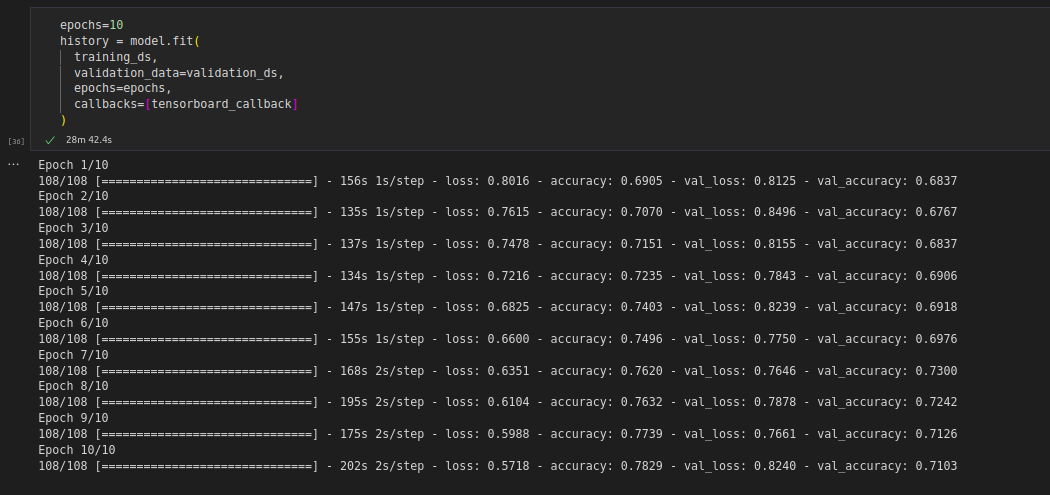 epochs=10
history = model.fit(
training_ds,
validation_data=validation_ds,
epochs=epochs,
callbacks=[tensorboard_callback]
)
[36] ✓ 28m 42.4s
... Epoch 1/10
108/108 [==============================] - 156s 1s/step - loss: 0.8016 - accuracy: 0.6905 - val_loss: 0.8125 - val_accuracy: 0.6837
Epoch 2/10
108/108 [==============================] - 135s 1s/step - loss: 0.7615 - accuracy: 0.7070 - val_loss: 0.8496 - val_accuracy: 0.6767
Epoch 3/10
108/108 [==============================] - 137s 1s/step - loss: 0.7478 - accuracy: 0.7151 - val_loss: 0.8155 - val_accuracy: 0.6837
Epoch 4/10
108/108 [==============================] - 134s 1s/step - loss: 0.7216 - accuracy: 0.7235 - val_loss: 0.7843 - val_accuracy: 0.6906
Epoch 5/10
108/108 [==============================] - 147s 1s/step - loss: 0.6825 - accuracy: 0.7403 - val_loss: 0.8239 - val_accuracy: 0.6918
Epoch 6/10
108/108 [==============================] - 155s 1s/step - loss: 0.6600 - accuracy: 0.7496 - val_loss: 0.7750 - val_accuracy: 0.6976
Epoch 7/10
108/108 [==============================] - 168s 2s/step - loss: 0.6351 - accuracy: 0.7620 - val_loss: 0.7646 - val_accuracy: 0.7300
Epoch 8/10
108/108 [==============================] - 195s 2s/step - loss: 0.6104 - accuracy: 0.7632 - val_loss: 0.7878 - val_accuracy: 0.7242
Epoch 9/10
108/108 [==============================] - 175s 2s/step - loss: 0.5988 - accuracy: 0.7739 - val_loss: 0.7661 - val_accuracy: 0.7126
Epoch 10/10
108/108 [==============================] - 202s 2s/step - loss: 0.5718 - accuracy: 0.7829 - val_loss: 0.8240 - val_accuracy: 0.7103